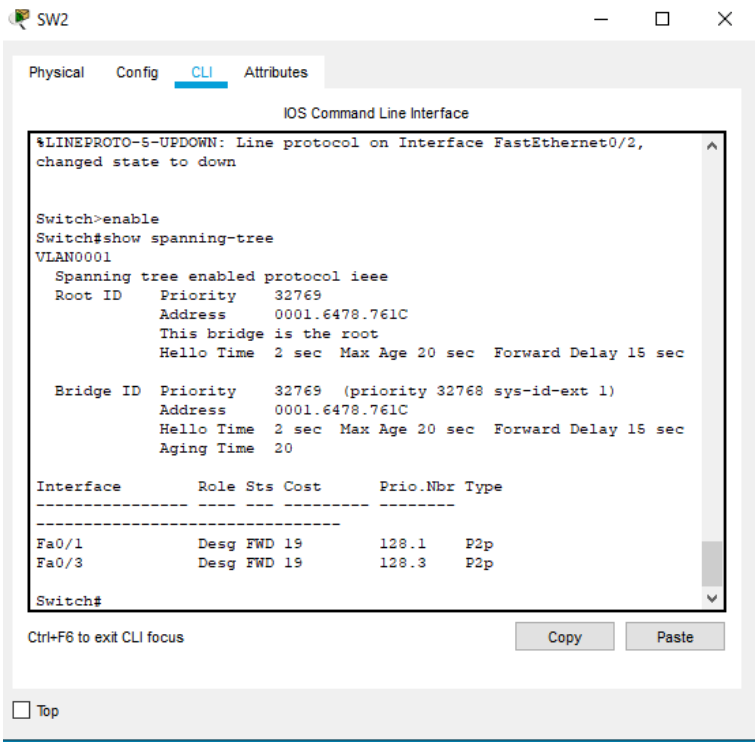 SW2
Physical Config CLI Attributes
IOS Command Line Interface
%LINEPROTO-5-UPDOWN: Line protocol on Interface FastEthernet0/2,
changed state to down
Switch>enable
Switch#show spanning-tree
VLAN0001
  Spanning tree enabled protocol ieee
  Root ID    Priority    32769
             Address     0001.6478.761C
             This bridge is the root
             Hello Time  2 sec  Max Age 20 sec  Forward Delay 15 sec
  Bridge ID  Priority    32769  (priority 32768 sys-id-ext 1)
             Address     0001.6478.761C
             Hello Time  2 sec  Max Age 20 sec  Forward Delay 15 sec
             Aging Time  20
Interface        Role Sts Cost      Prio.Nbr Type
---------------- ---- --- --------- --------
--------------------------------
Fa0/1            Desg FWD 19        128.1    P2p
Fa0/3            Desg FWD 19        128.3    P2p
Switch#
Ctrl+F6 to exit CLI focus
Copy Paste
Top